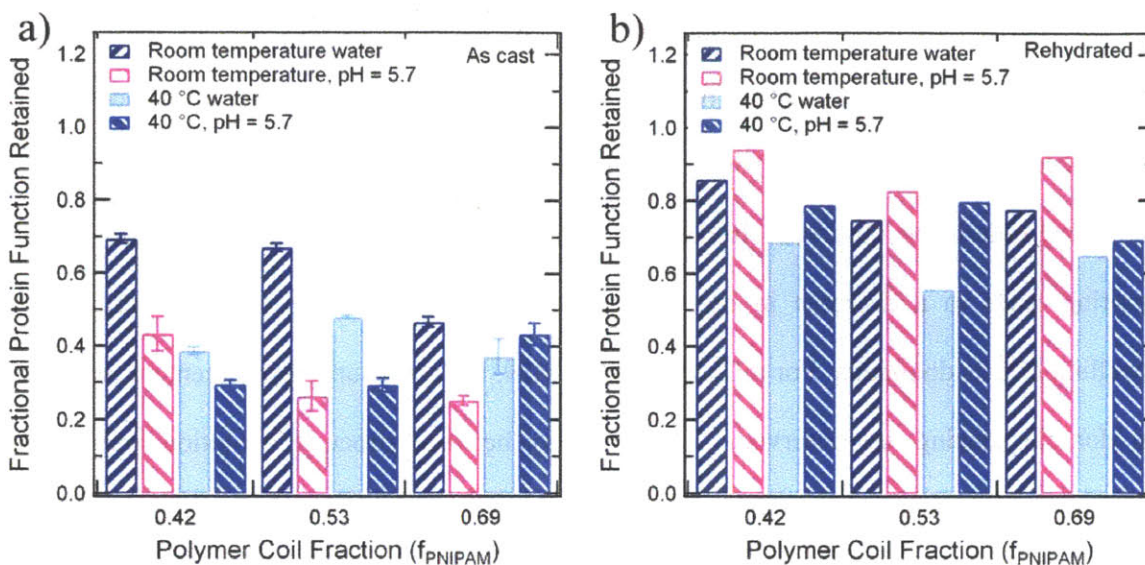 a)
Room temperature water
Room temperature, pH = 5.7
40 °C water
40 °C, pH = 5.7
As cast
1.2
1.0
0.8
0.6
0.4
0.2
0.0
Fractional Protein Function Retained
0.42 0.53 0.69
Polymer Coil Fraction (fPNIPAM)
b)
Room temperature water
Room temperature, pH = 5.7
40 °C water
40 °C, pH = 5.7
Rehydrated
1.2
1.0
0.8
0.6
0.4
0.2
0.0
Fractional Protein Function Retained
0.42 0.53 0.69
Polymer Coil Fraction (fPNIPAM)